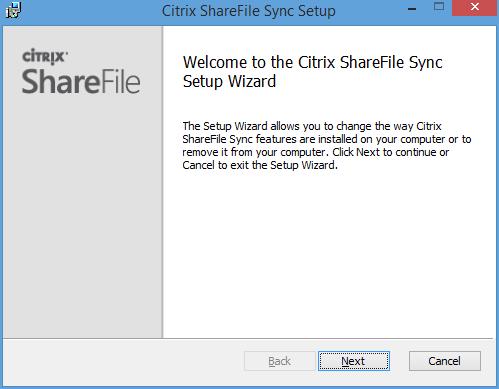 Citrix ShareFile Sync Setup
CİTRIX®
ShareFile
Welcome to the Citrix ShareFile Sync
Setup Wizard
The Setup Wizard allows you to change the way Citrix
ShareFile Sync features are installed on your computer or to
remove it from your computer. Click Next to continue or
Cancel to exit the Setup Wizard.
Back
Next
Cancel